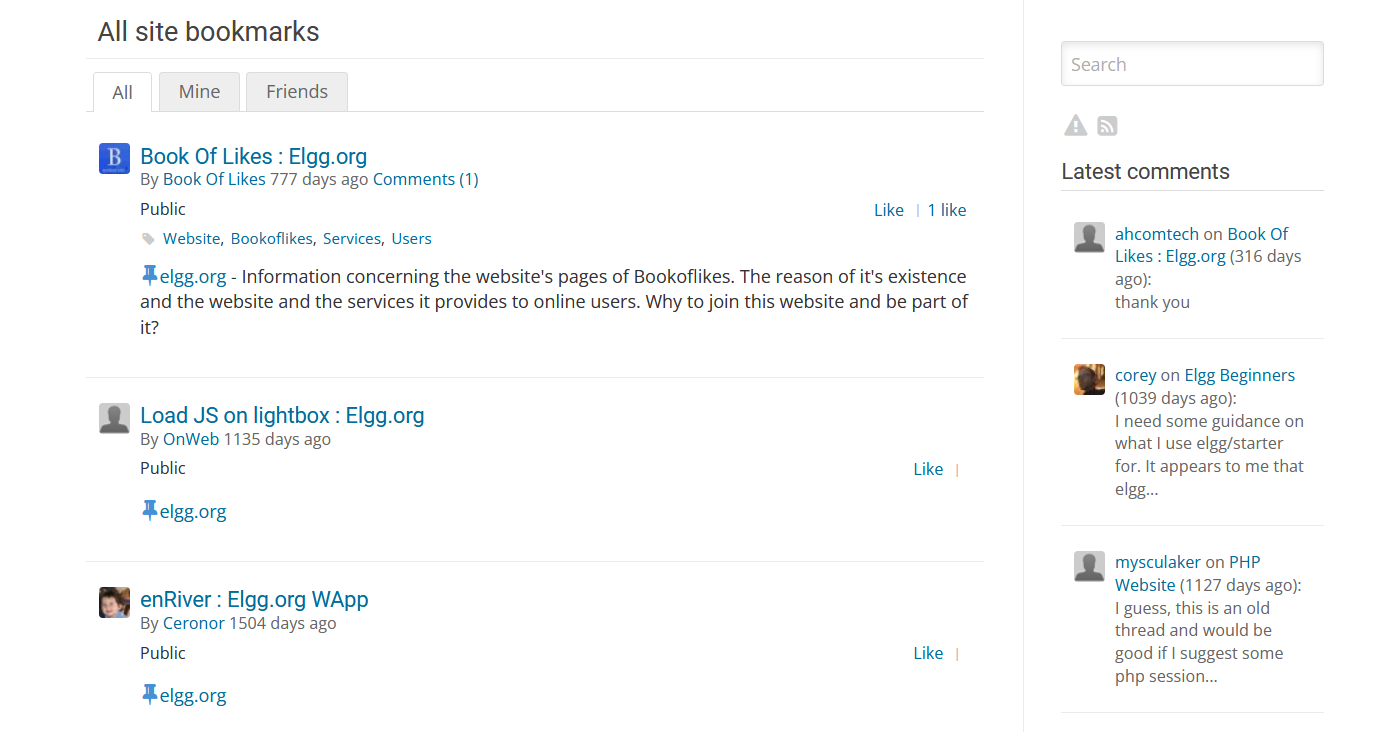 All site bookmarks
All
Mine
Friends
B
Book Of Likes : Elgg.org
By Book Of Likes 777 days ago Comments (1)
Public
Like | 1 like
Website, Bookoflikes, Services, Users
elgg.org - Information concerning the website's pages of Bookoflikes. The reason of it's existence
and the website and the services it provides to online users. Why to join this website and be part of
it?
Load JS on lightbox : Elgg.org
By OnWeb 1135 days ago
Public
Like |
elgg.org
enRiver : Elgg.org WApp
By Ceronor 1504 days ago
Public
Like |
elgg.org
Search
Latest comments
ahcomtech on Book Of
Likes : Elgg.org (316 days
ago):
thank you
corey on Elgg Beginners
(1039 days ago):
I need some guidance on
what I use elgg/starter
for. It appears to me that
elgg...
mysculaker on PHP
Website (1127 days ago):
I guess, this is an old
thread and would be
good if I suggest some
php session...